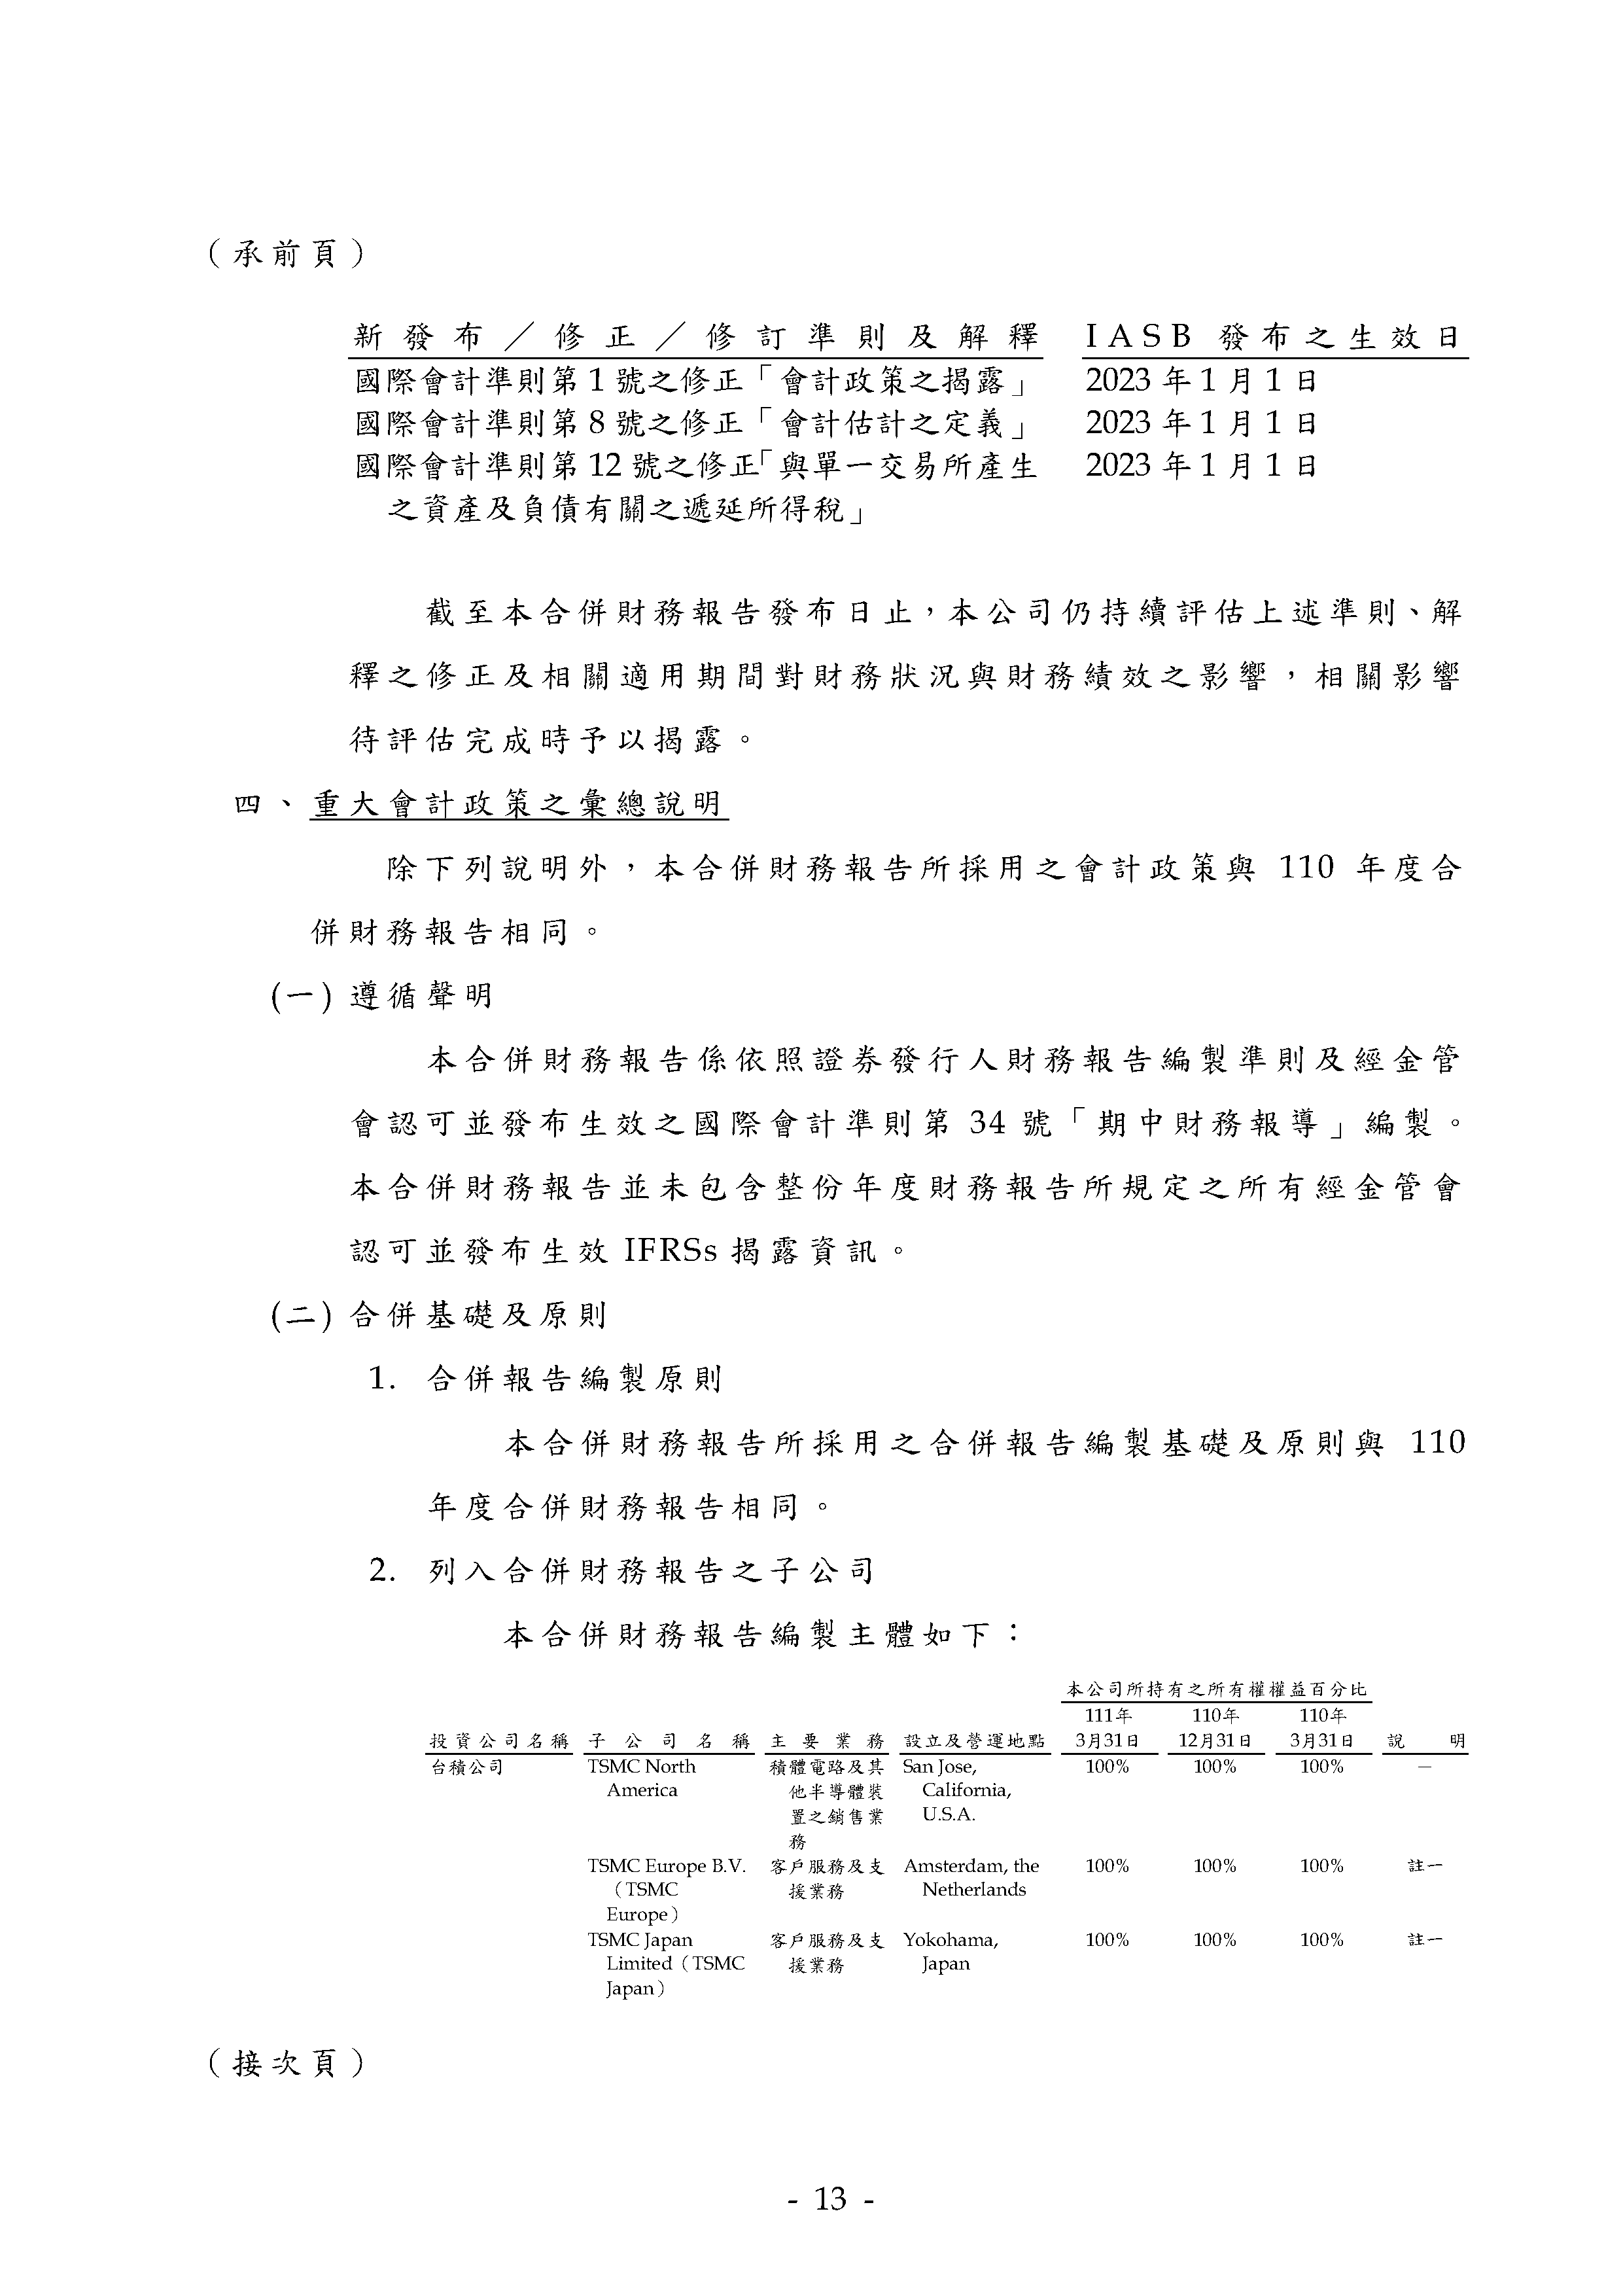 （承前頁）
新發布／修正／修訂準則及解釋 IASB 發布之生效日
國際會計準則第 1 號之修正「會計政策之揭露」 2023 年 1 月 1 日
國際會計準則第 8 號之修正「會計估計之定義」 2023 年 1 月 1 日
國際會計準則第 12 號之修正「與單一交易所產生 2023 年 1 月 1 日
之資產及負債有關之遞延所得稅」
截至本合併財務報告發布日止，本公司仍持續評估上述準則、解
釋之修正及相關適用期間對財務狀況與財務績效之影響，相關影響
待評估完成時予以揭露。
四、重大會計政策之彙總說明
除下列說明外，本合併財務報告所採用之會計政策與 110 年度合
併財務報告相同。
(一) 遵循聲明
本合併財務報告係依照證券發行人財務報告編製準則及經金管
會認可並發布生效之國際會計準則第 34 號「期中財務報導」編製。
本合併財務報告並未包含整份年度財務報告所規定之所有經金管會
認可並發布生效 IFRSs 揭露資訊。
(二) 合併基礎及原則
1. 合併報告編製原則
本合併財務報告所採用之合併報告編製基礎及原則與 110
年度合併財務報告相同。
2. 列入合併財務報告之子公司
本合併財務報告編製主體如下：
本公司所持有之所有權權益百分比
111年 110年 110年
投資公司名稱 子公司名稱 主要業務 設立及營運地點 3月31日 12月31日 3月31日 說明
台積公司 TSMC North 積體電路及其 San Jose, 100% 100% 100% －
America 他半導體裝 California,
置之銷售業 U.S.A.
務
TSMC Europe B.V. 客戶服務及支 Amsterdam, the 100% 100% 100% 註一
（TSMC 援業務 Netherlands
Europe）
TSMC Japan 客戶服務及支 Yokohama, 100% 100% 100% 註一
Limited（TSMC 援業務 Japan
Japan）
（接次頁）
- 13 -